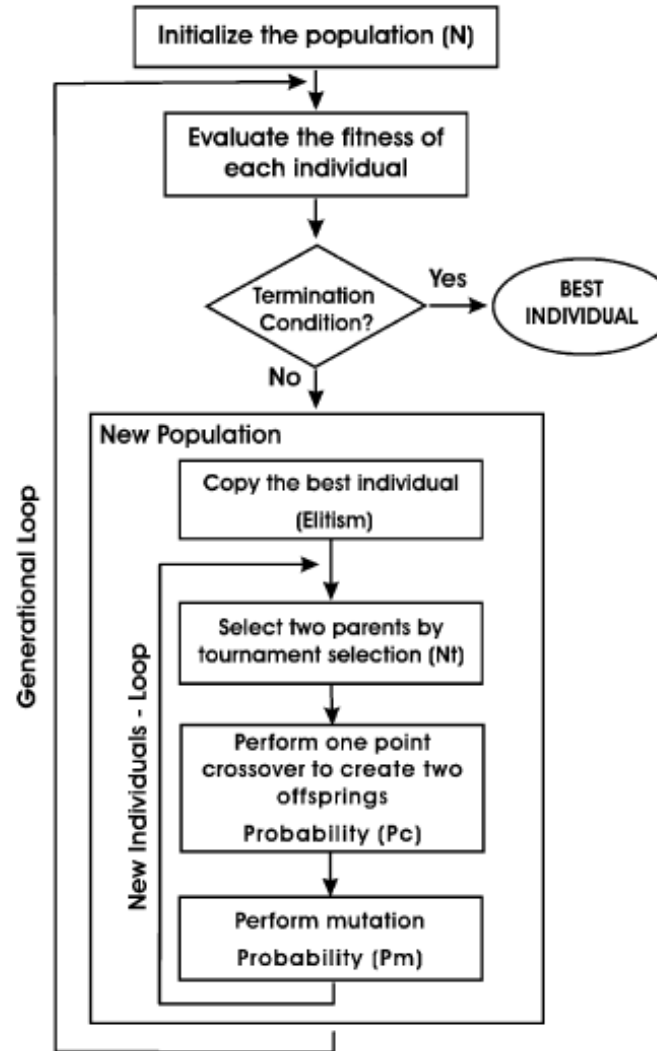 Initialize the population (N)
Evaluate the fitness of
each individual
Termination
Condition?
Yes
BEST
INDIVIDUAL
No
New Population
Copy the best individual
(Elitism)
Select two parents by
tournament selection (Nt)
Perform one point
crossover to create two
offsprings
Probability (Pc)
Perform mutation
Probability (Pm)
New Individuals - Loop
Generational Loop